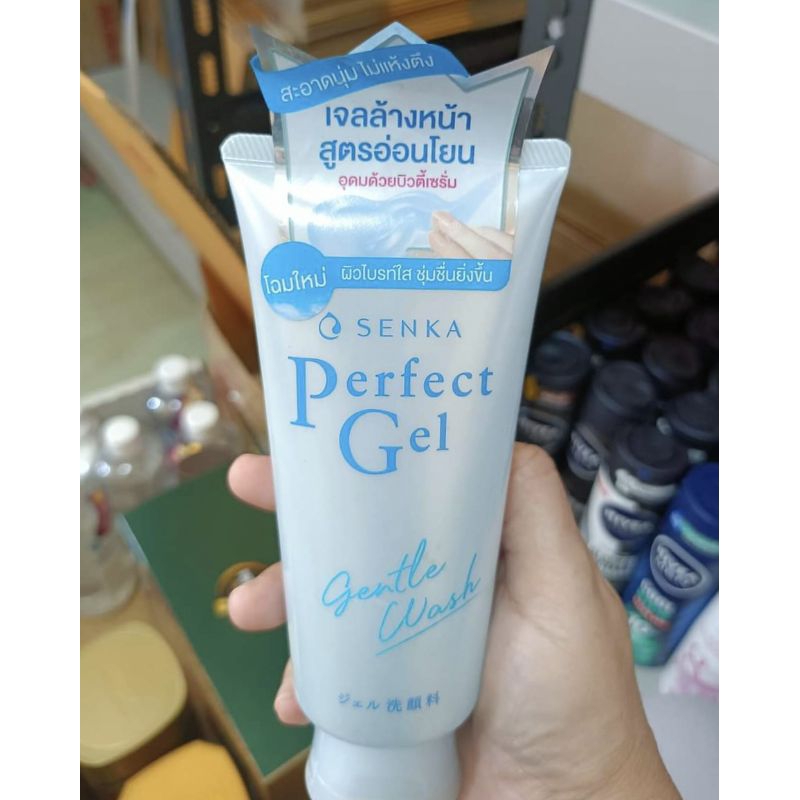 สะอาดนุ่ม ไม่แห้งตึง
เจลล้างหน้า
สูตรอ่อนโยน
อุดมด้วยบิวตี้เซรั่ม
โฉมใหม่
ผิวไบรท์ใส ชุ่มชื่นยิ่งขึ้น
SENKA
Perfect
Gel
Gentle
Wash
ジェル 洗顔料
NIVEA